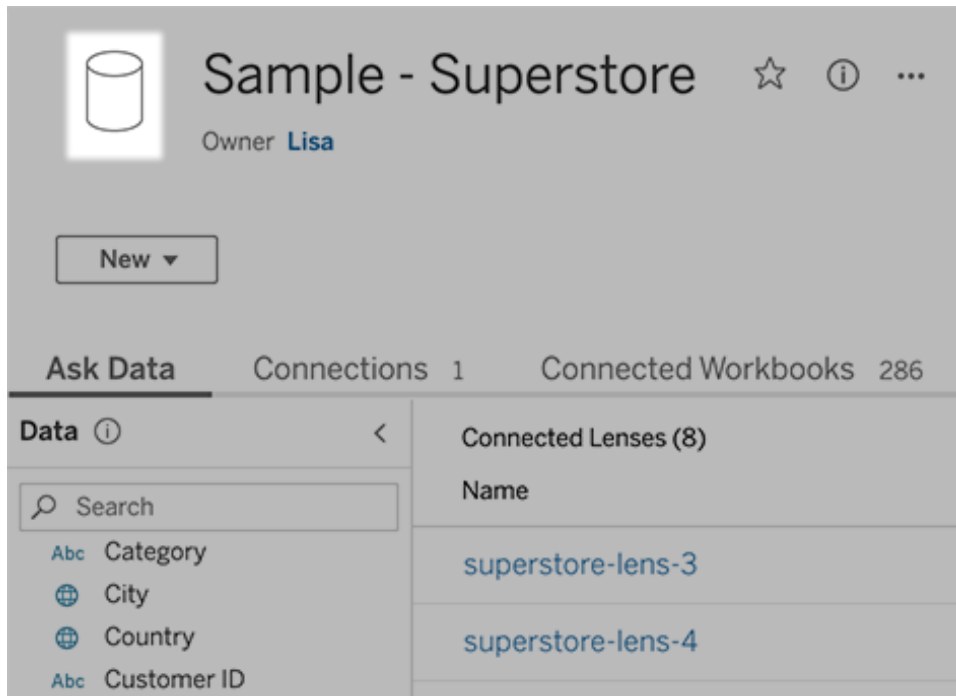 Sample - Superstore
Owner Lisa
New
Ask Data Connections 1 Connected Workbooks 286
Data
Search
Abc Category
City
Country
Abc Customer ID
Connected Lenses (8)
Name
superstore-lens-3
superstore-lens-4